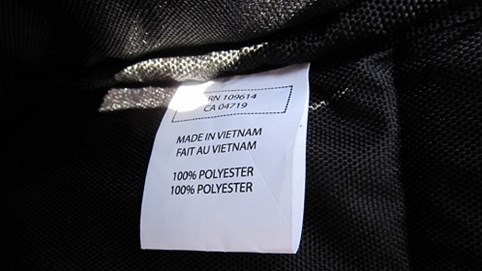 RN 109614
CA 04719
MADE IN VIETNAM
FAIT AU VIETNAM
100% POLYESTER
100% POLYESTER